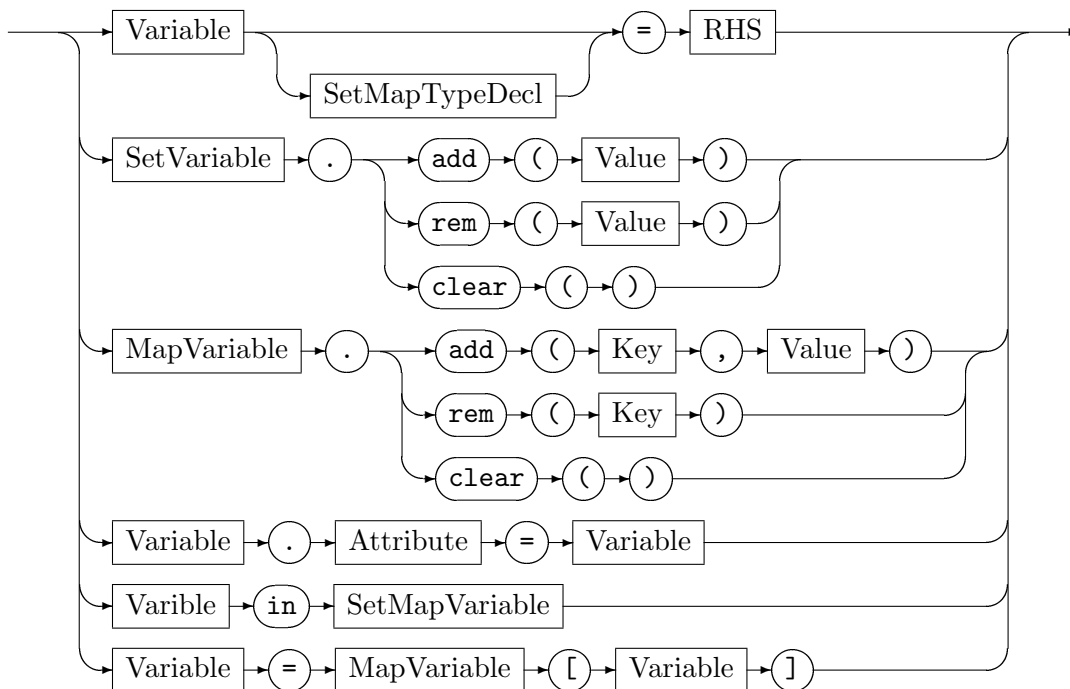 Variable = RHS
SetMapTypeDecl
SetVariable . add ( Value )
rem ( Value )
clear ( )
MapVariable . add ( Key , Value )
rem ( Key )
clear ( )
Variable . Attribute = Variable
Varible in SetMapVariable
Variable = MapVariable [ Variable ]